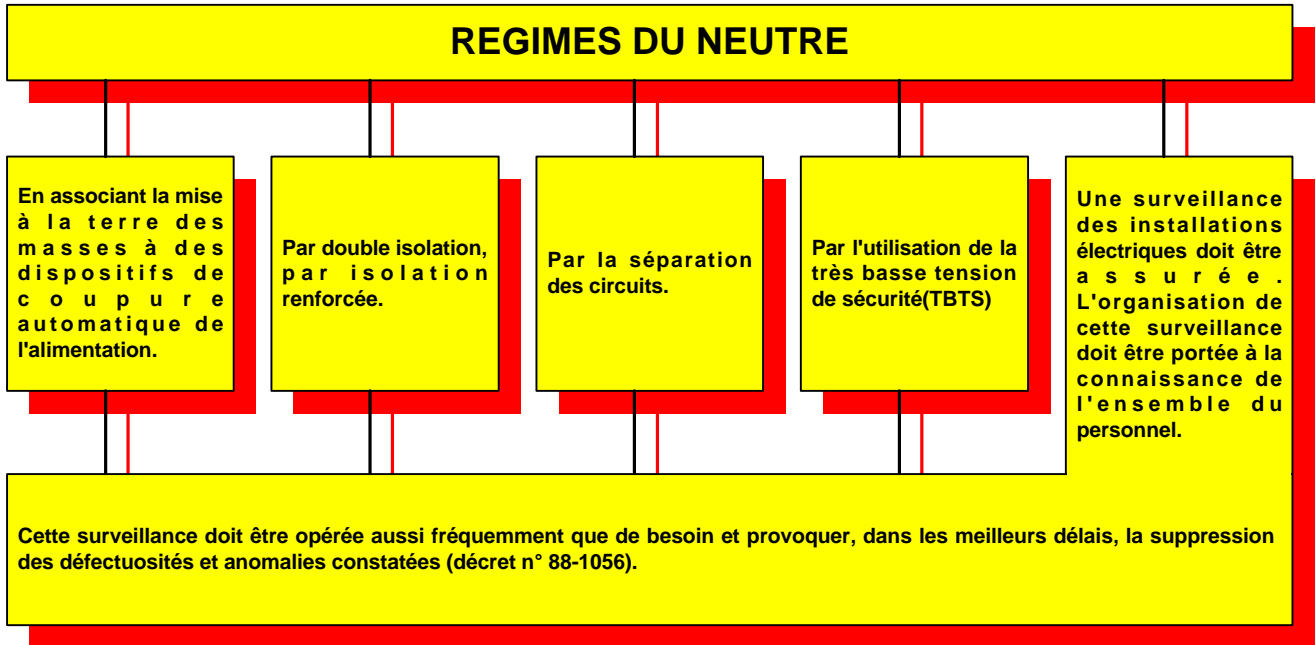 REGIMES DU NEUTRE
En associant la mise
à la terre des
masses à des
dispositifs de
coupure
automatique de
l'alimentation.
Par double isolation,
par isolation
renforcée.
Par la séparation
des circuits.
Par l'utilisation de la
très basse tension
de sécurité(TBTS)
Une surveillance
des installations
électriques doit être
assurée.
L'organisation de
cette surveillance
doit être portée à la
connaissance de
l'ensemble du
personnel.
Cette surveillance doit être opérée aussi fréquemment que de besoin et provoquer, dans les meilleurs délais, la suppression
des défectuosités et anomalies constatées (décret n° 88-1056).